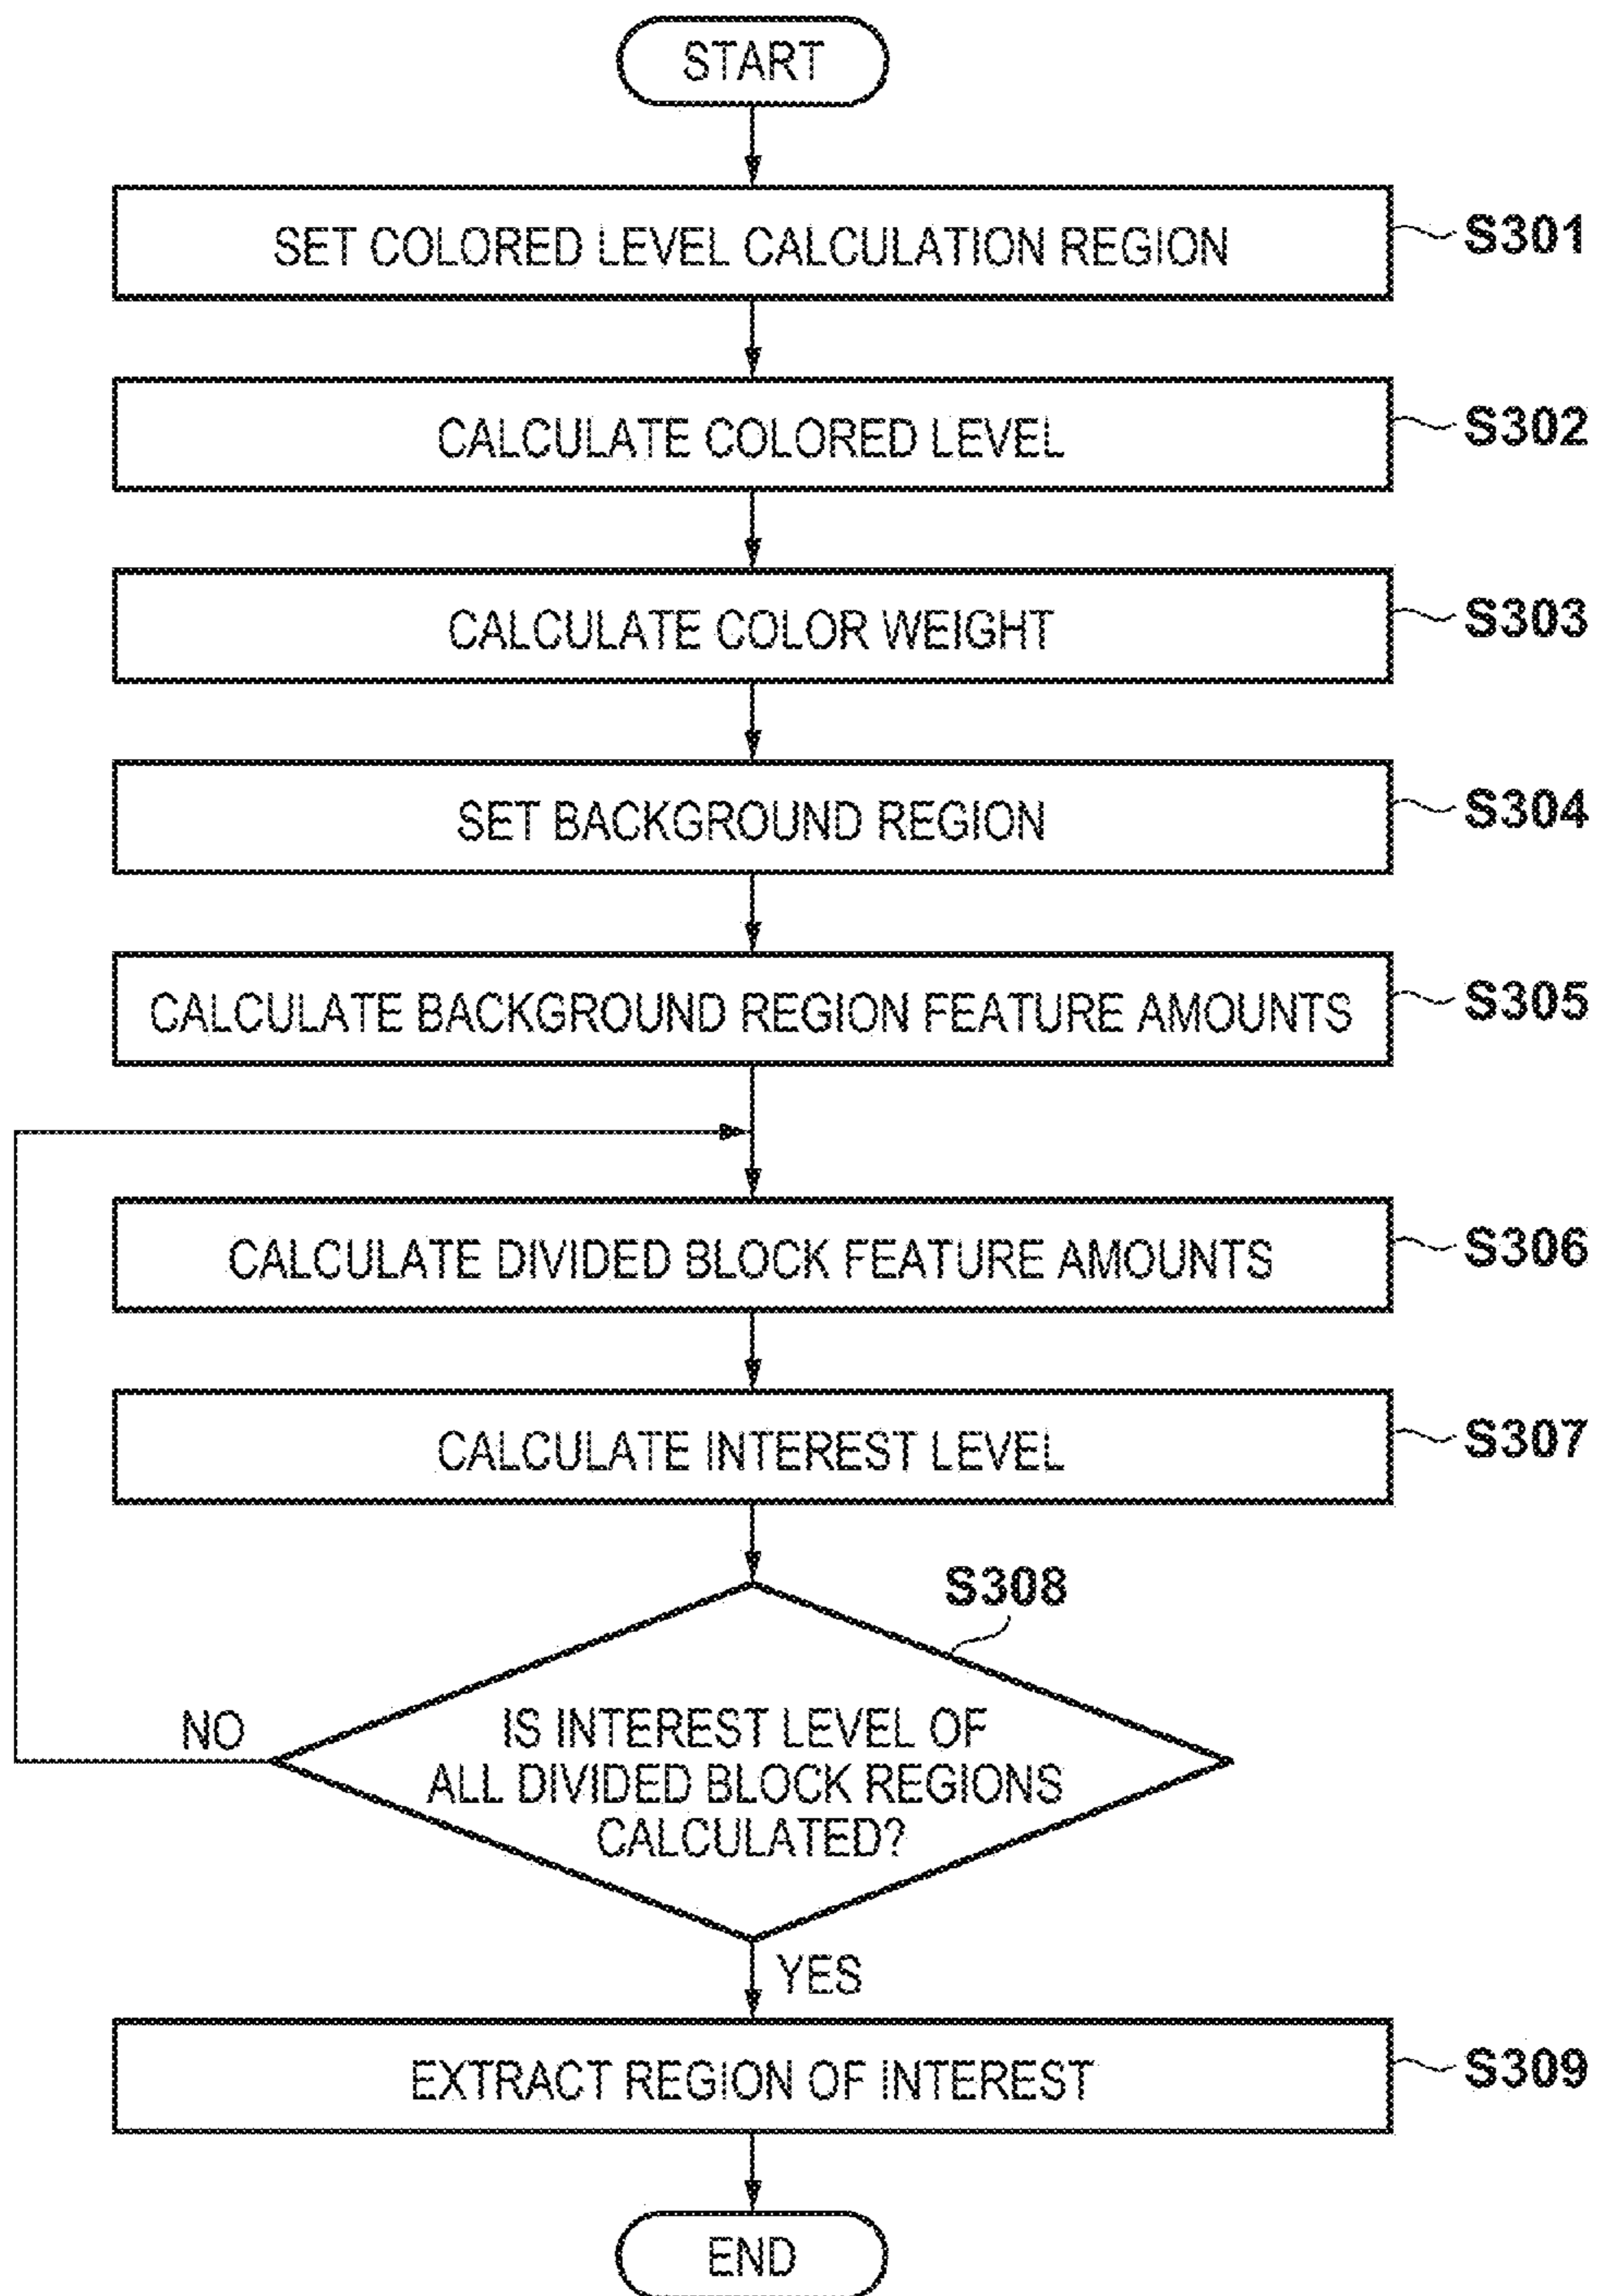 START
SET COLORED LEVEL CALCULATION REGION
S301
CALCULATE COLORED LEVEL
S302
CALCULATE COLOR WEIGHT
S303
SET BACKGROUND REGION
S304
CALCULATE BACKGROUND REGION FEATURE AMOUNTS
S305
CALCULATE DIVIDED BLOCK FEATURE AMOUNTS
S306
CALCULATE INTEREST LEVEL
S307
S308
NO
IS INTEREST LEVEL OF
ALL DIVIDED BLOCK REGIONS
CALCULATED?
YES
EXTRACT REGION OF INTEREST
S309
END